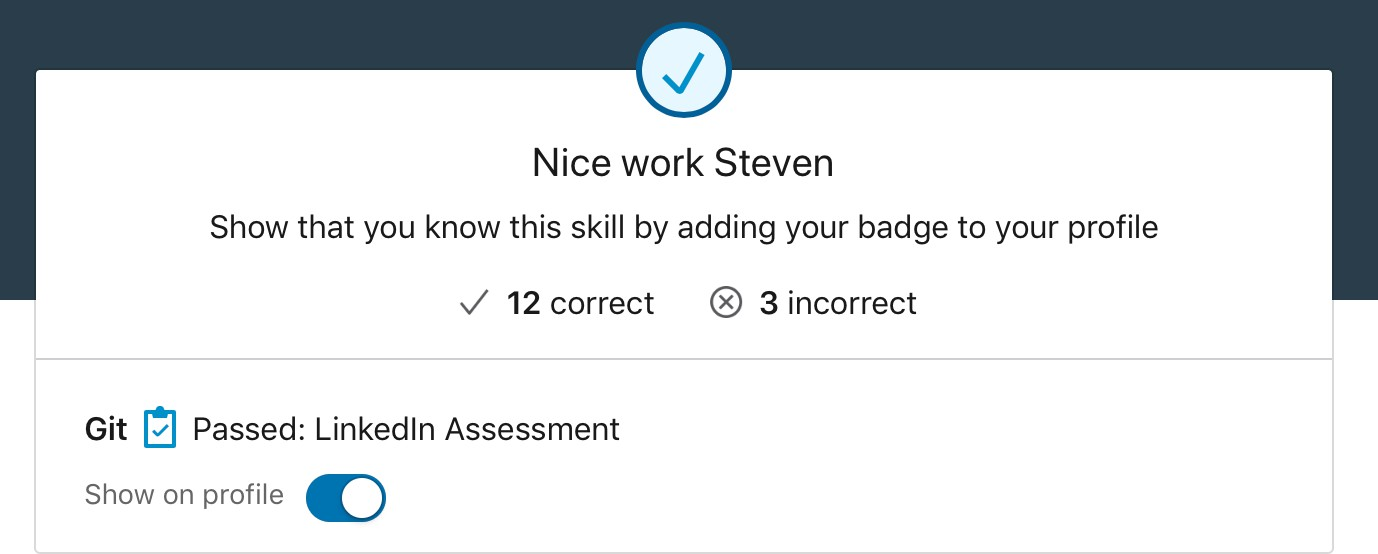 Nice work Steven
Show that you know this skill by adding your badge to your profile
12 correct 3 incorrect
Git Passed: LinkedIn Assessment
Show on profile